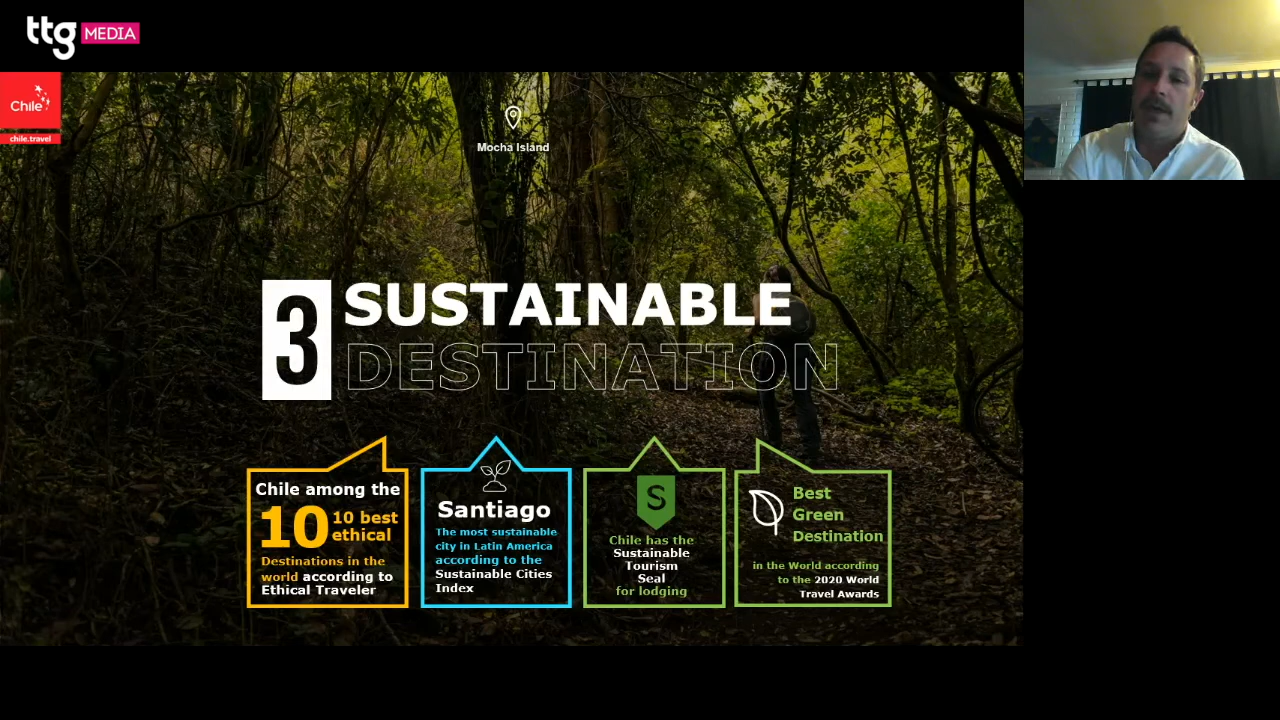 ttg MEDIA
Chile
chile.travel
Mocha Island
3 SUSTAINABLE
DESTINATION
Chile among the
10 10 best
ethical
Destinations in the
world according to
Ethical Traveler
Santiago
The most sustainable
city in Latin America
according to the
Sustainable Cities
Index
S
Chile has the
Sustainable
Tourism
Seal
for lodging
Best
Green
Destination
in the World according
to the 2020 World
Travel Awards